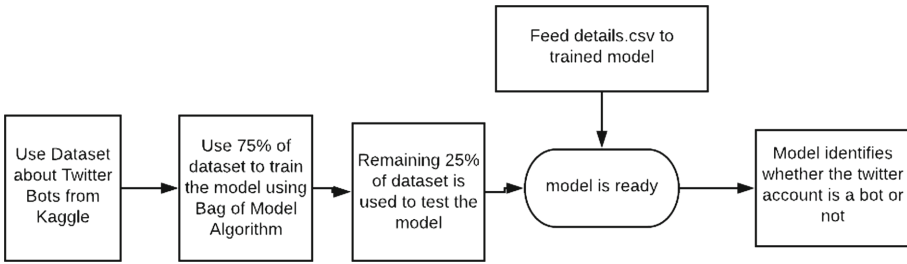 Feed details.csv to
trained model
Use Dataset
about Twitter
Bots from
Kaggle
Use 75% of
dataset to train
the model using
Bag of Model
Algorithm
Remaining 25%
of dataset is
used to test the
model
model is ready
Model identifies
whether the twitter
account is a bot or
not